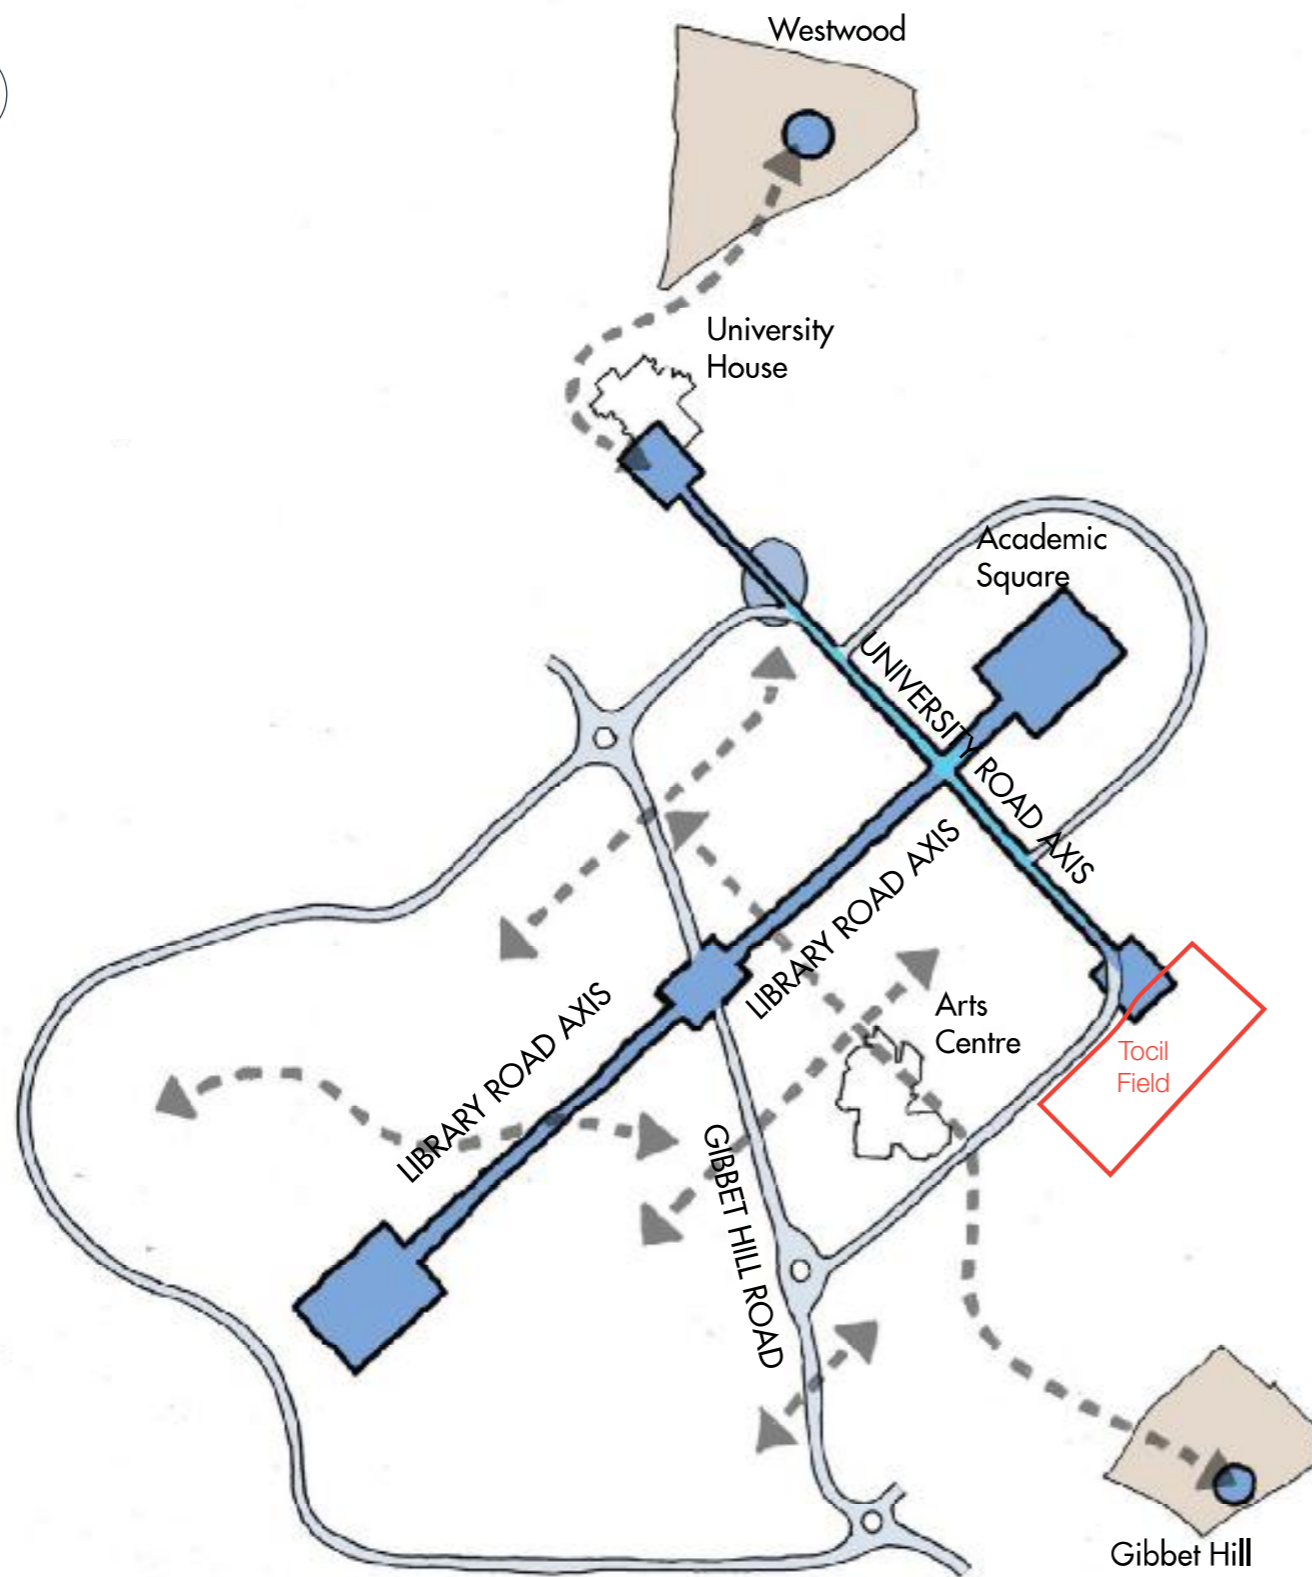 Westwood
University
House
Academic
Square
UNIVERSITY ROAD AXIS
LIBRARY ROAD AXIS
LIBRARY ROAD AXIS
Arts
Centre
Tocil
Field
GIBBET HILL ROAD
Gibbet Hill